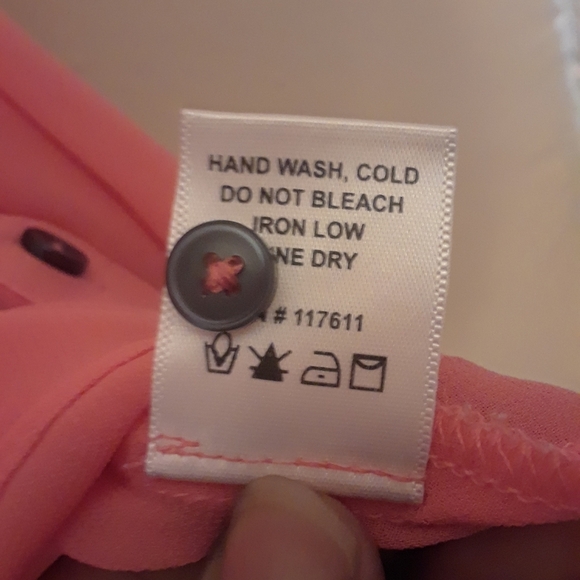 HAND WASH, COLD
DO NOT BLEACH
IRON LOW
DRY
# 117611